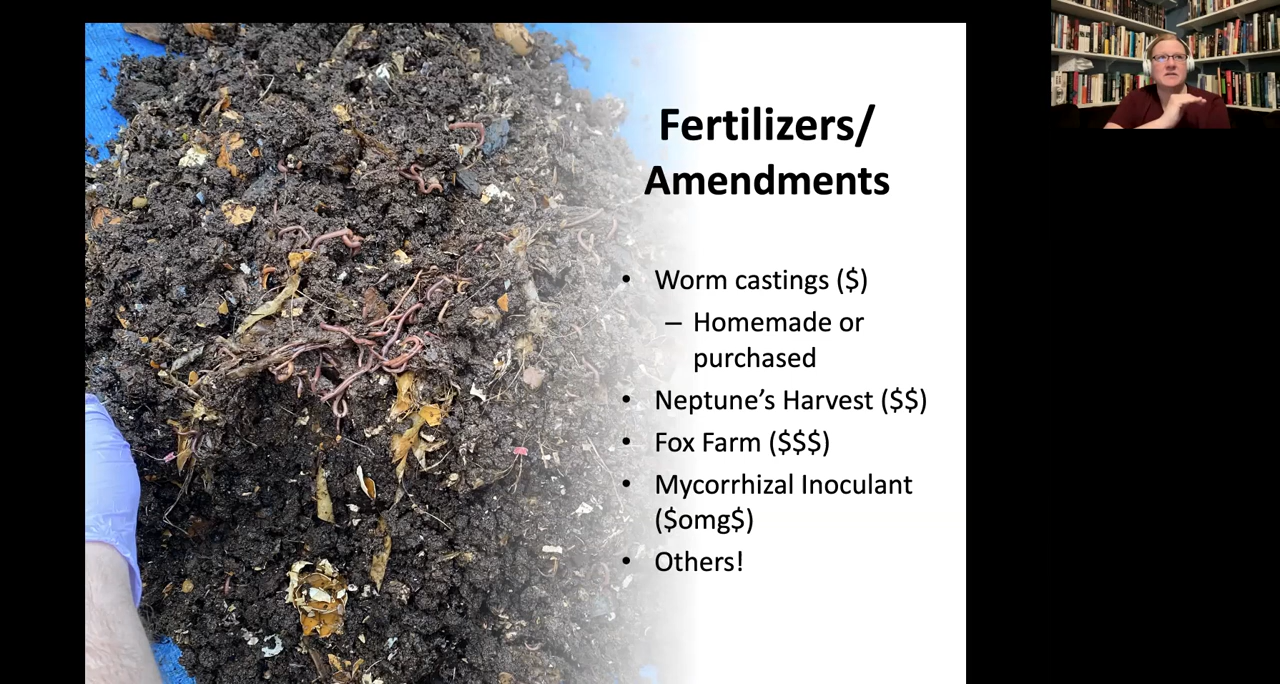 Fertilizers/
Amendments
• Worm castings ($)
– Homemade or
purchased
• Neptune's Harvest ($$)
• Fox Farm ($$$)
• Mycorrhizal Inoculant
($omg$)
• Others!